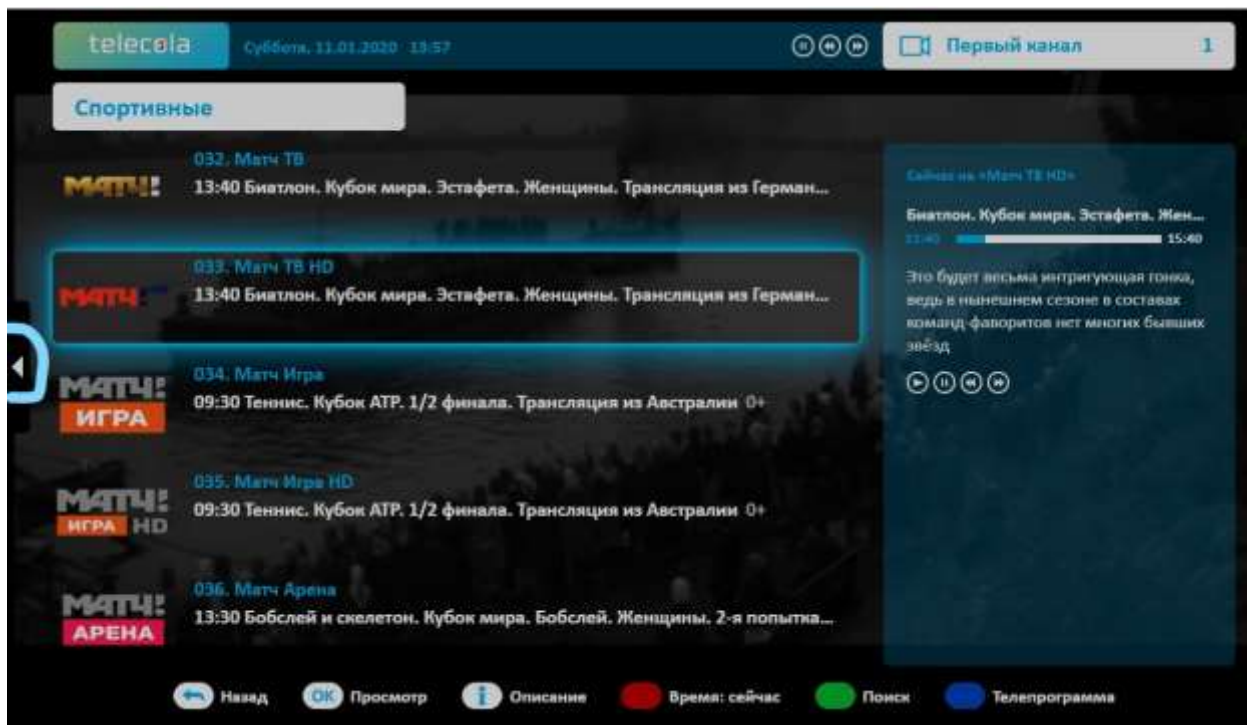 telecola
Суббота, 11.01.2020 13:57
Первый канал 1
Спортивные
032. Матч ТВ
МАТЧ!
13:40 Биатлон. Кубок мира. Эстафета. Женщины. Трансляция из Герман...
033. Матч ТВ HD
МАТЧ!
13:40 Биатлон. Кубок мира. Эстафета. Женщины. Трансляция из Герман...
034. Матч Игра
МАТЧ!
ИГРА
09:30 Теннис. Кубок АТР. 1/2 финала. Трансляция из Австралии 0+
035. Матч Игра HD
МАТЧ!
ИГРА HD
09:30 Теннис. Кубок АТР. 1/2 финала. Трансляция из Австралии 0+
036. Матч Арена
МАТЧ!
АРЕНА
13:30 Бобслей и скелетон. Кубок мира. Бобслей. Женщины. 2-я попытка...
Сейчас на «Матч ТВ HD»
Биатлон. Кубок мира. Эстафета. Жен...
13:40 15:40
Это будет весьма интригующая гонка,
ведь в нынешнем сезоне в составах
команд-фаворитов нет многих бывших
звёзд
Назад OK Просмотр i Описание Время: сейчас Поиск Телепрограмма